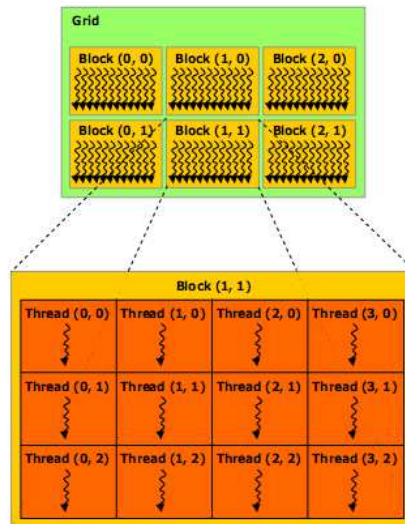 Grid
Block (0, 0) Block (1, 0) Block (2, 0)
Block (0, 1) Block (1, 1) Block (2, 1)
Block (1, 1)
Thread (0, 0) Thread (1, 0) Thread (2, 0) Thread (3, 0)
Thread (0, 1) Thread (1, 1) Thread (2, 1) Thread (3, 1)
Thread (0, 2) Thread (1, 2) Thread (2, 2) Thread (3, 2)